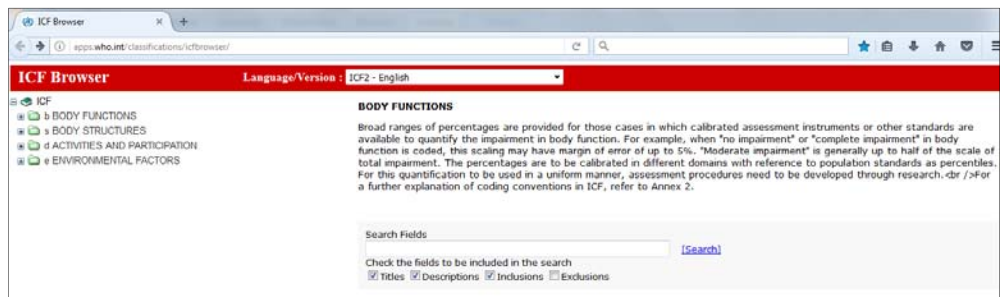 ICF Browser
apps.who.int/classifications/icfbrowser/
ICF Browser
Language/Version : ICF2 - English
ICF
b BODY FUNCTIONS
s BODY STRUCTURES
d ACTIVITIES AND PARTICIPATION
e ENVIRONMENTAL FACTORS
BODY FUNCTIONS
Broad ranges of percentages are provided for those cases in which calibrated assessment instruments or other standards are
available to quantify the impairment in body function. For example, when "no impairment" or "complete impairment" in body
function is coded, this scaling may have margin of error of up to 5%. "Moderate impairment" is generally up to half of the scale of
total impairment. The percentages are to be calibrated in different domains with reference to population standards as percentiles.
For this quantification to be used in a uniform manner, assessment procedures need to be developed through research.<br />For
a further explanation of coding conventions in ICF, refer to Annex 2.
Search Fields
[Search]
Check the fields to be included in the search
Titles Descriptions Inclusions Exclusions